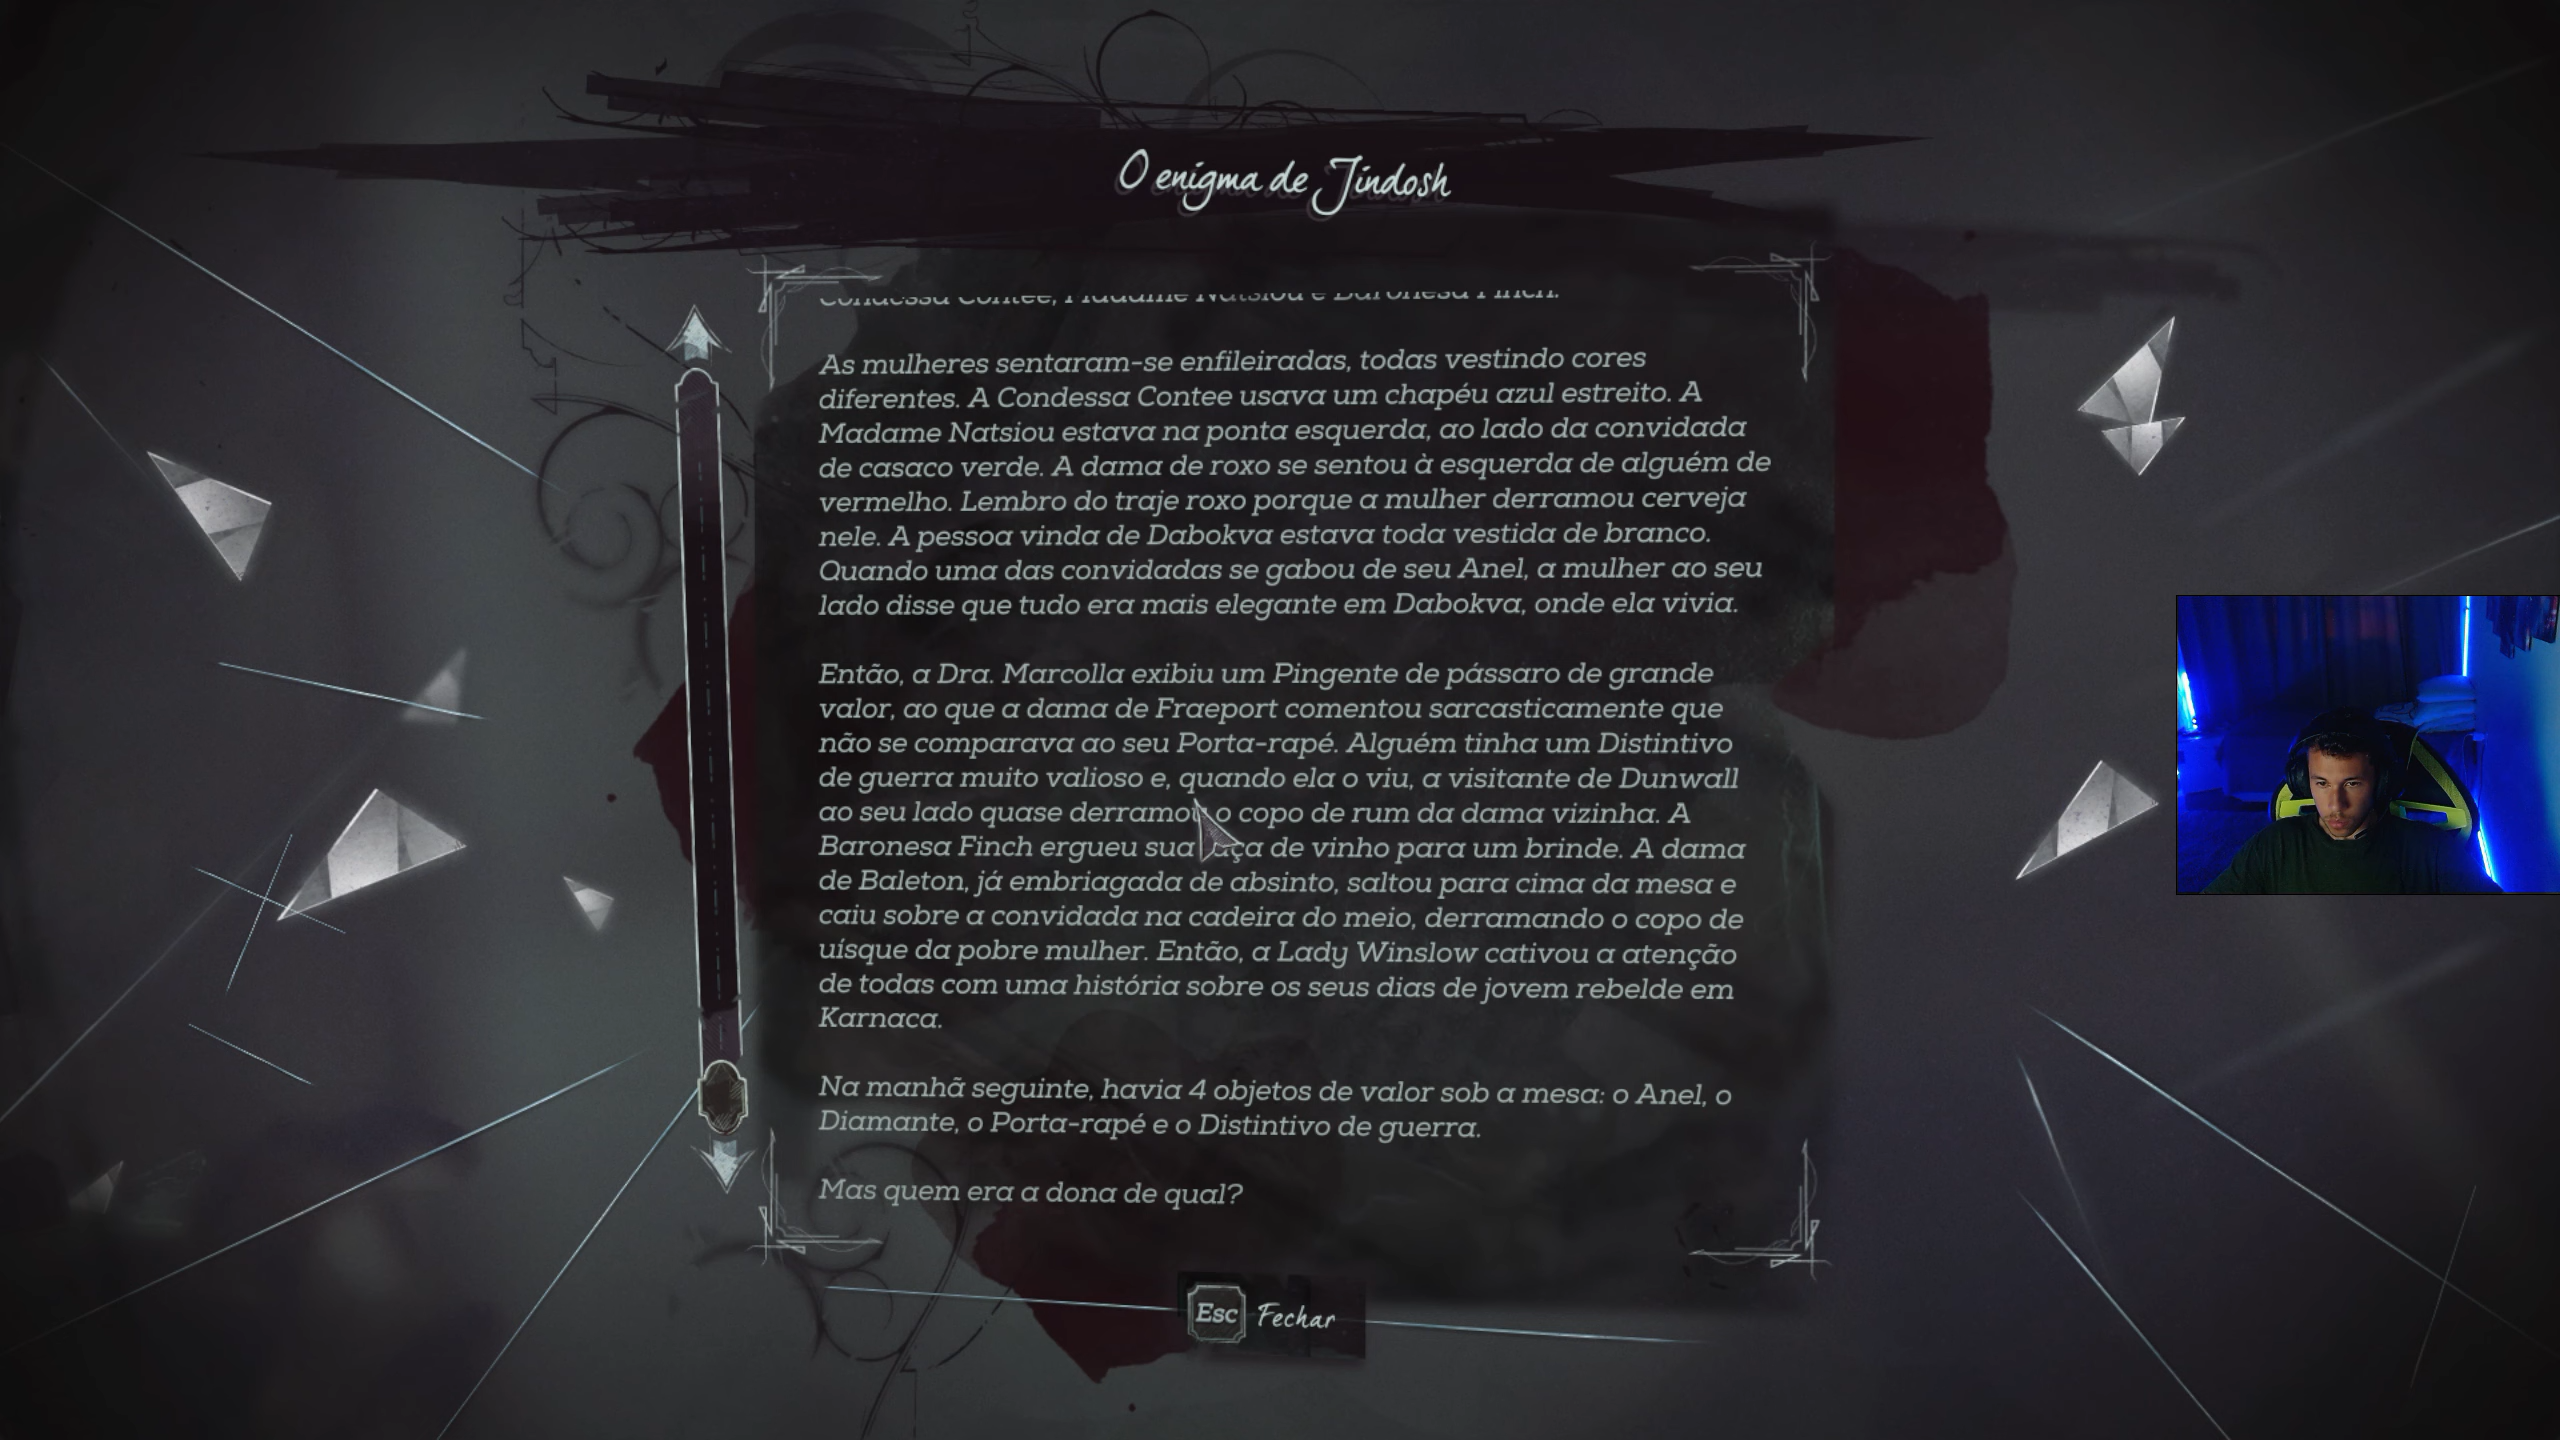 O enigma de Jindosh
Condessa Contee, Madame Natsiou e Baronesa Finch.
As mulheres sentaram-se enfileiradas, todas vestindo cores
diferentes. A Condessa Contee usava um chapéu azul estreito. A
Madame Natsiou estava na ponta esquerda, ao lado da convidada
de casaco verde. A dama de roxo se sentou à esquerda de alguém de
vermelho. Lembro do traje roxo porque a mulher derramou cerveja
nele. A pessoa vinda de Dabokva estava toda vestida de branco.
Quando uma das convidadas se gabou de seu Anel, a mulher ao seu
lado disse que tudo era mais elegante em Dabokva, onde ela vivia.
Então, a Dra. Marcolla exibiu um Pingente de pássaro de grande
valor, ao que a dama de Fraeport comentou sarcasticamente que
não se comparava ao seu Porta-rapé. Alguém tinha um Distintivo
de guerra muito valioso e, quando ela o viu, a visitante de Dunwall
ao seu lado quase derramou o copo de rum da dama vizinha. A
Baronesa Finch ergueu sua taça de vinho para um brinde. A dama
de Baleton, já embriagada de absinto, saltou para cima da mesa e
caiu sobre a convidada na cadeira do meio, derramando o copo de
uísque da pobre mulher. Então, a Lady Winslow cativou a atenção
de todas com uma história sobre os seus dias de jovem rebelde em
Karnaca.
Na manhã seguinte, havia 4 objetos de valor sob a mesa: o Anel, o
Diamante, o Porta-rapé e o Distintivo de guerra.
Mas quem era a dona de qual?
Esc Fechar